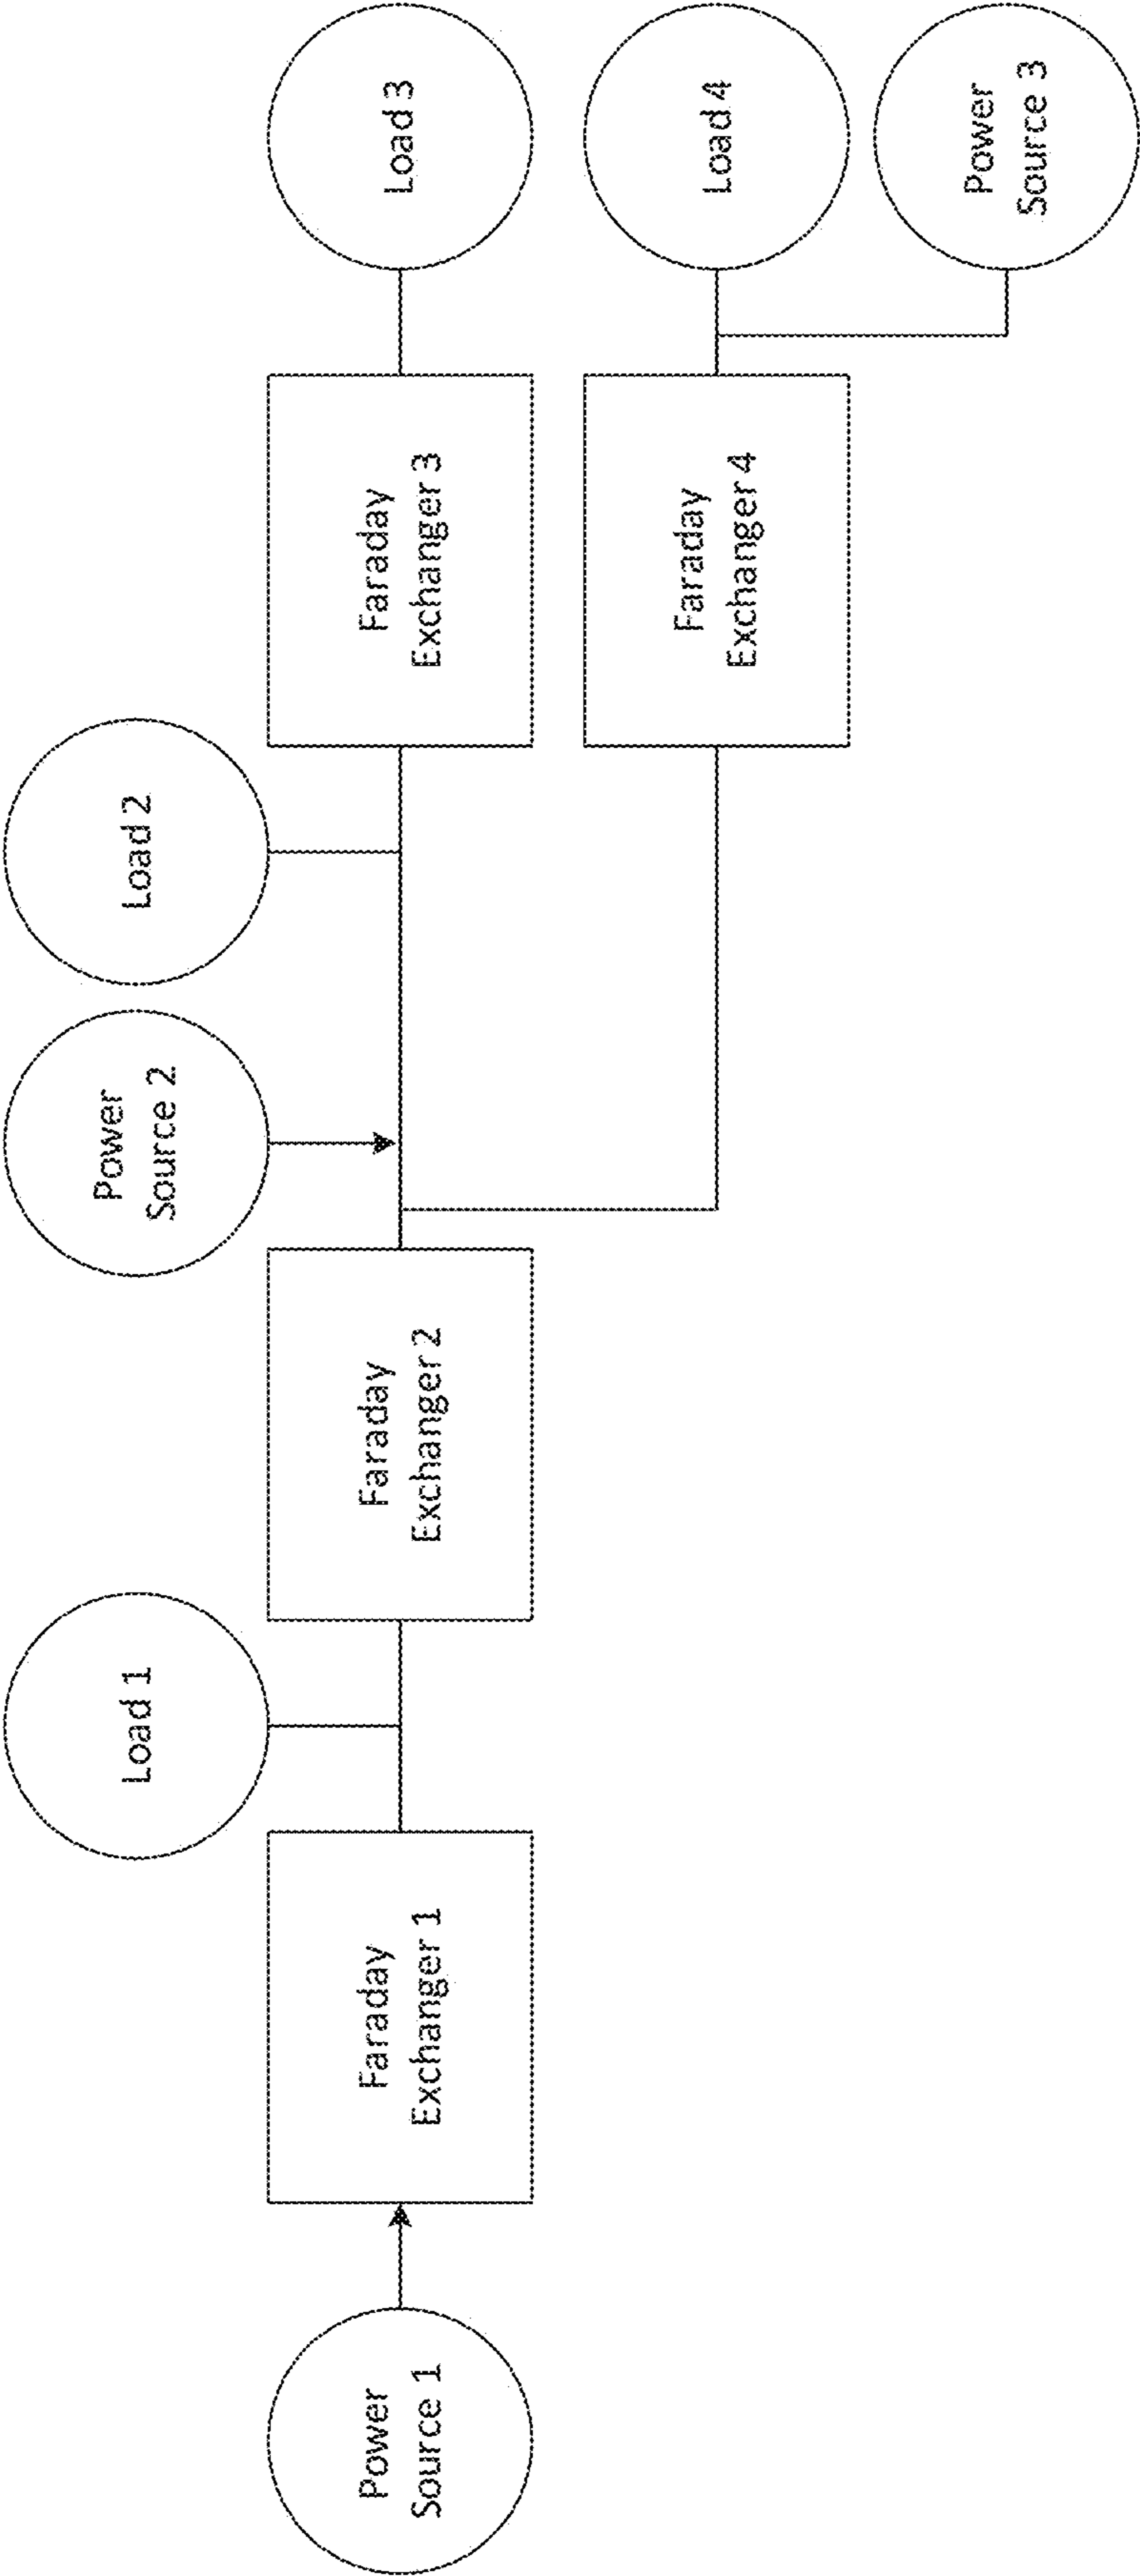 Load 1
Power
Source 2
Load 2
Power
Source 1
Faraday
Exchanger 1
Faraday
Exchanger 2
Faraday
Exchanger 3
Load 3
Faraday
Exchanger 4
Load 4
Power
Source 3